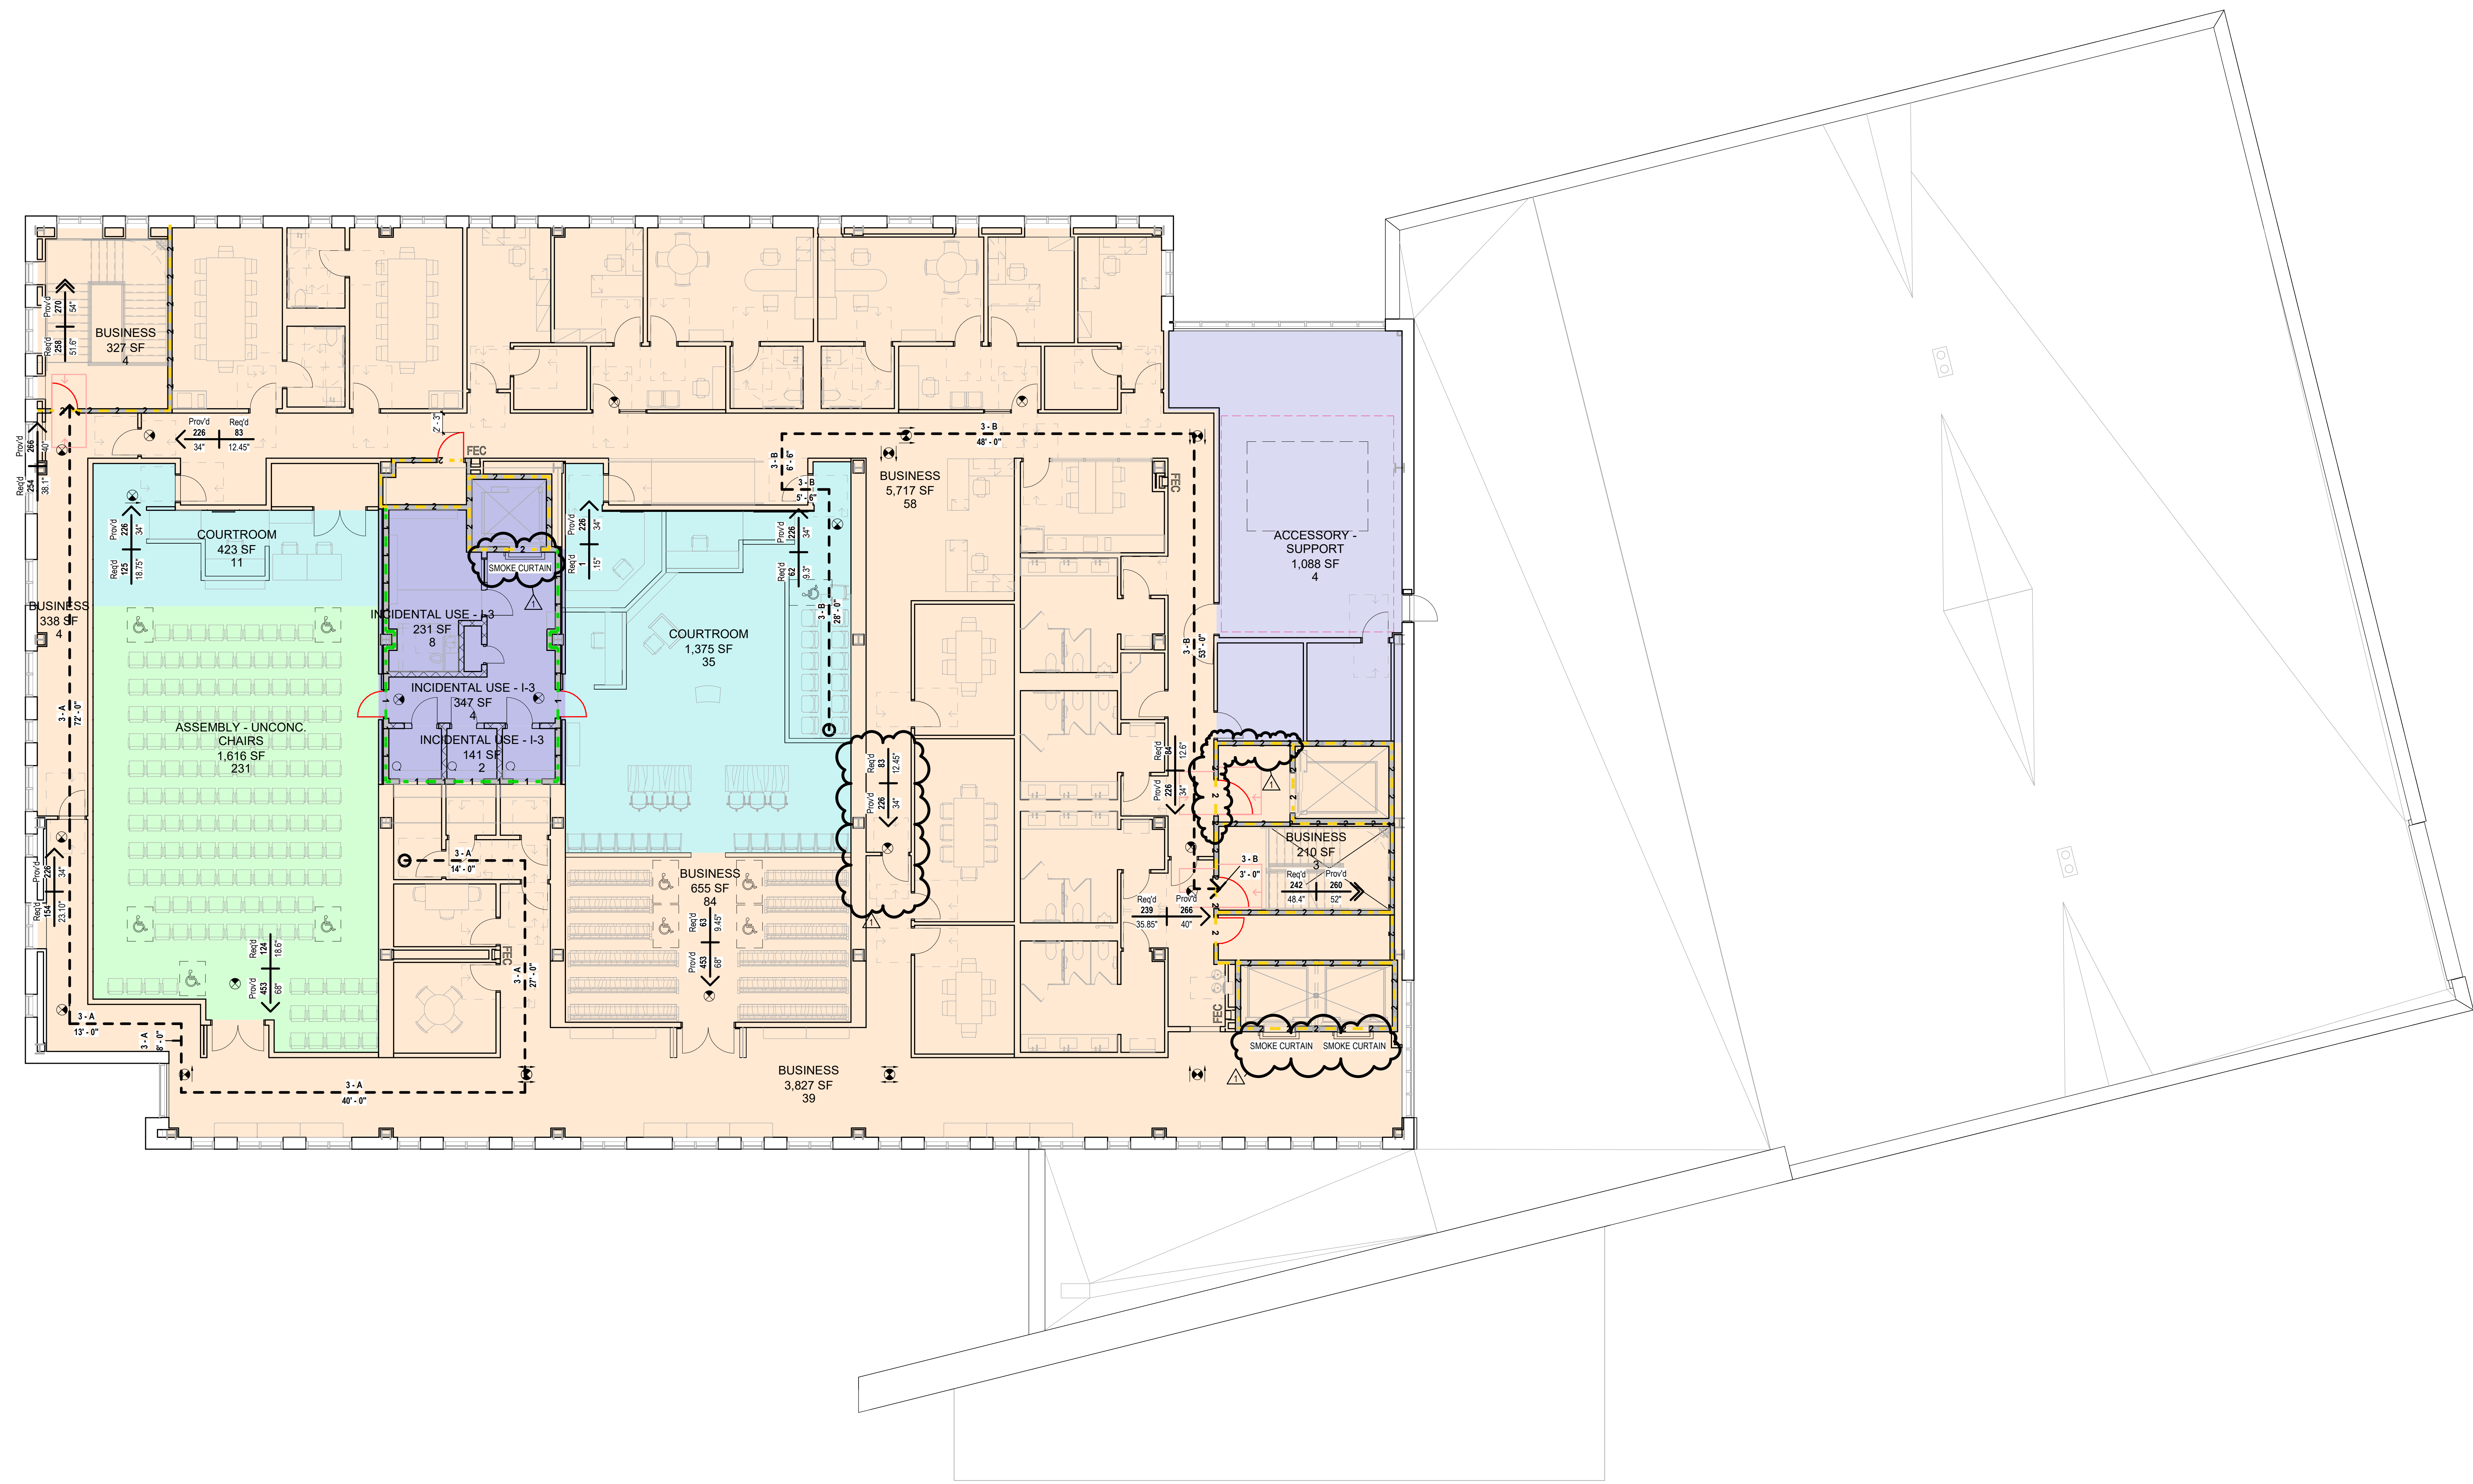 Prov'd
270
54"
Req'd
258
51.6"
BUSINESS
327 SF
4
Prov'd
266
40"
Req'd
254
38.1"
Prov'd
226
34"
Req'd
83
12.45"
2' - 3"
FEC
3 - B
48' - 0"
3 - B
6' - 6"
3 - B
5' - 6"
BUSINESS
5,717 SF
58
FEC
Prov'd
226
34"
Req'd
125
18.75"
COURTROOM
423 SF
11
SMOKE CURTAIN
1
Prov'd
226
34"
Req'd
1
.15"
Prov'd
226
34"
Req'd
62
9.3"
3 - B
28' - 0"
ACCESSORY -
SUPPORT
1,088 SF
4
BUSINESS
338 SF
4
INCIDENTAL USE - I-3
231 SF
8
COURTROOM
1,375 SF
35
3 - B
53' - 0"
INCIDENTAL USE - I-3
347 SF
4
INCIDENTAL USE - I-3
141 SF
2
3 - A
72' - 0"
ASSEMBLY - UNCONC.
CHAIRS
1,616 SF
231
Req'd
83
12.45"
Prov'd
226
34"
1
Req'd
84
12.6"
Prov'd
226
34"
1
BUSINESS
210 SF
3
3 - B
3' - 0"
Req'd
242
48.4"
Prov'd
260
52"
Req'd
239
35.85"
Prov'd
266
40"
Prov'd
226
34"
Req'd
154
23.10"
3 - A
14' - 0"
BUSINESS
655 SF
84
Req'd
63
9.45"
Prov'd
453
68"
Req'd
124
18.6"
Prov'd
453
68"
FEC
3 - A
27' - 0"
FEC
3 - A
13' - 0"
3 - A
8' - 0"
SMOKE CURTAIN
SMOKE CURTAIN
1
3 - A
40' - 0"
BUSINESS
3,827 SF
39